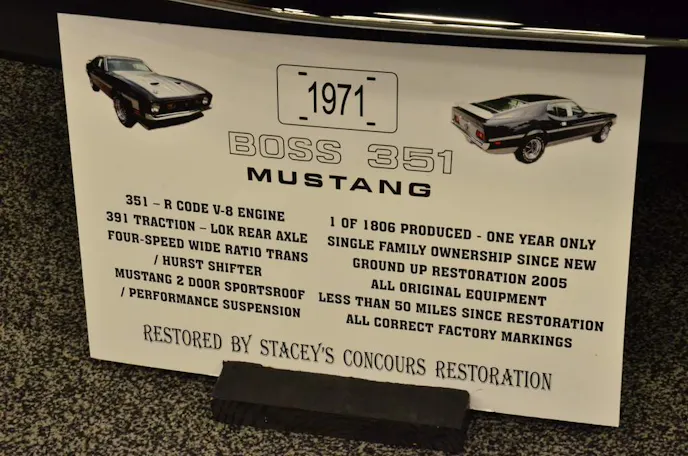 1971
BOSS 351
MUSTANG
351 – R CODE V-8 ENGINE
391 TRACTION – LOK REAR AXLE
FOUR-SPEED WIDE RATIO TRANS
/ HURST SHIFTER
MUSTANG 2 DOOR SPORTSROOF
/ PERFORMANCE SUSPENSION
1 OF 1806 PRODUCED - ONE YEAR ONLY
SINGLE FAMILY OWNERSHIP SINCE NEW
GROUND UP RESTORATION 2005
ALL ORIGINAL EQUIPMENT
LESS THAN 50 MILES SINCE RESTORATION
ALL CORRECT FACTORY MARKINGS
RESTORED BY STACEY'S CONCOURS RESTORATION